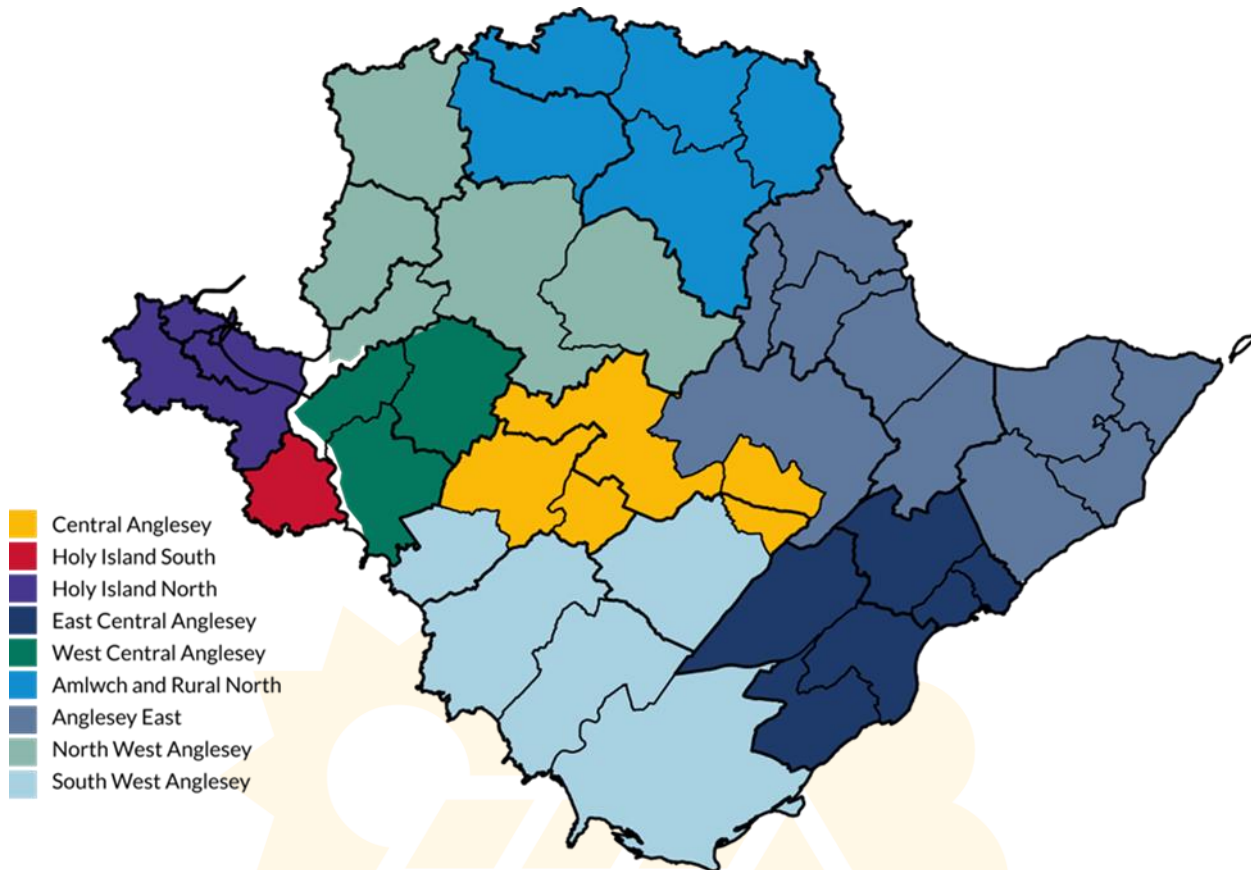 Central Anglesey
Holy Island South
Holy Island North
East Central Anglesey
West Central Anglesey
Amlwch and Rural North
Anglesey East
North West Anglesey
South West Anglesey